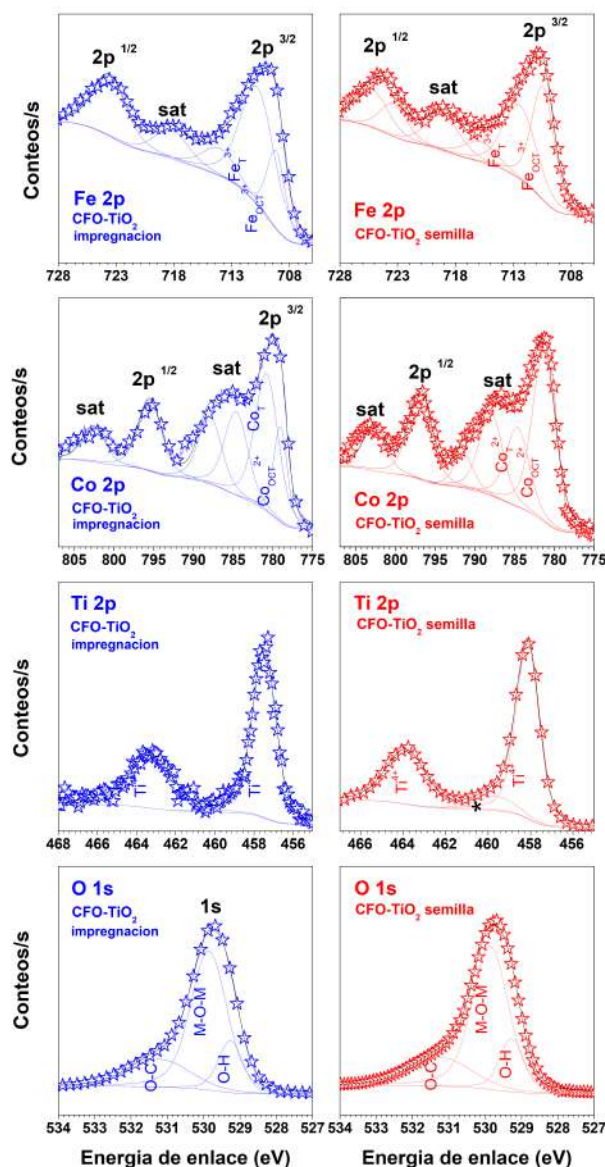 2p 1/2
2p 3/2
sat
Fe_T 3+
Fe_OCT 3+
Fe 2p
CFO-TiO2
impregnacion
Conteos/s
728 723 718 713 708
2p 1/2
2p 3/2
sat
Fe_T 3+
Fe_OCT 3+
Fe 2p
CFO-TiO2 semilla
728 723 718 713 708
2p 3/2
2p 1/2
sat
sat
Co_T 2+
Co_OCT
Co 2p
CFO-TiO2
impregnacion
Conteos/s
805 800 795 790 785 780 775
2p 1/2
sat
sat
Co_T 2+
Co_OCT 2+
Co 2p
CFO-TiO2 semilla
805 800 795 790 785 780 775
Ti 2p
CFO-TiO2
impregnacion
Ti
Ti
Conteos/s
468 466 464 462 460 458 456
Ti 2p
CFO-TiO2 semilla
Ti 4+
*
Ti
466 464 462 460 458 456
O 1s
CFO-TiO2
impregnacion
1s
M-O-M
O-C
O-H
Conteos/s
534 533 532 531 530 529 528 527
Energia de enlace (eV)
O 1s
CFO-TiO2 semilla
M-O-M
O-C
O-H
534 533 532 531 530 529 528 527
Energia de enlace (eV)